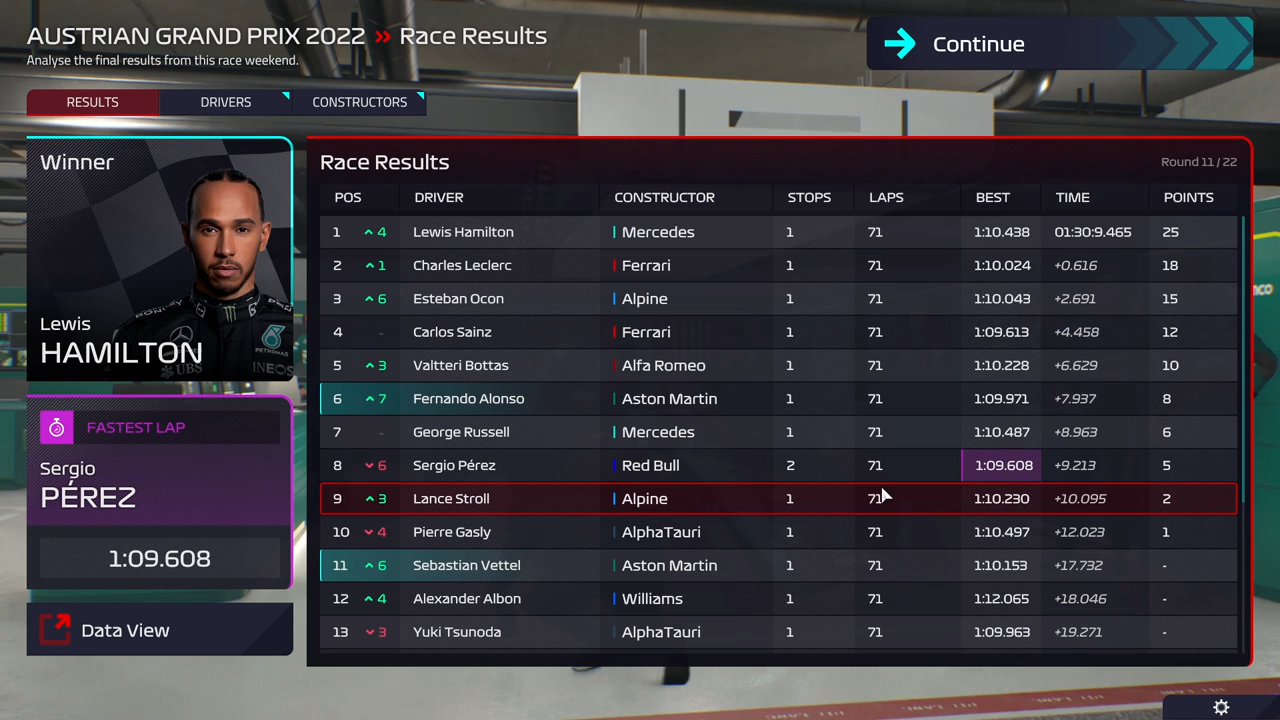 AUSTRIAN GRAND PRIX 2022 » Race Results
Analyse the final results from this race weekend.
Continue
RESULTS DRIVERS CONSTRUCTORS
Winner
Lewis
HAMILTON
PETRONAS
UBS
INEOS
FASTEST LAP
Sergio
PÉREZ
1:09.608
Data View
Race Results Round 11 / 22
POS DRIVER CONSTRUCTOR STOPS LAPS BEST TIME POINTS
1 4 Lewis Hamilton Mercedes 1 71 1:10.438 01:30:9.465 25
2 1 Charles Leclerc Ferrari 1 71 1:10.024 +0.616 18
3 6 Esteban Ocon Alpine 1 71 1:10.043 +2.691 15
4 - Carlos Sainz Ferrari 1 71 1:09.613 +4.458 12
5 3 Valtteri Bottas Alfa Romeo 1 71 1:10.228 +6.629 10
6 7 Fernando Alonso Aston Martin 1 71 1:09.971 +7.937 8
7 - George Russell Mercedes 1 71 1:10.487 +8.963 6
8 6 Sergio Pérez Red Bull 2 71 1:09.608 +9.213 5
9 3 Lance Stroll Alpine 1 71 1:10.230 +10.095 2
10 4 Pierre Gasly AlphaTauri 1 71 1:10.497 +12.023 1
11 6 Sebastian Vettel Aston Martin 1 71 1:10.153 +17.732 -
12 4 Alexander Albon Williams 1 71 1:12.065 +18.046 -
13 3 Yuki Tsunoda AlphaTauri 1 71 1:09.963 +19.271 -